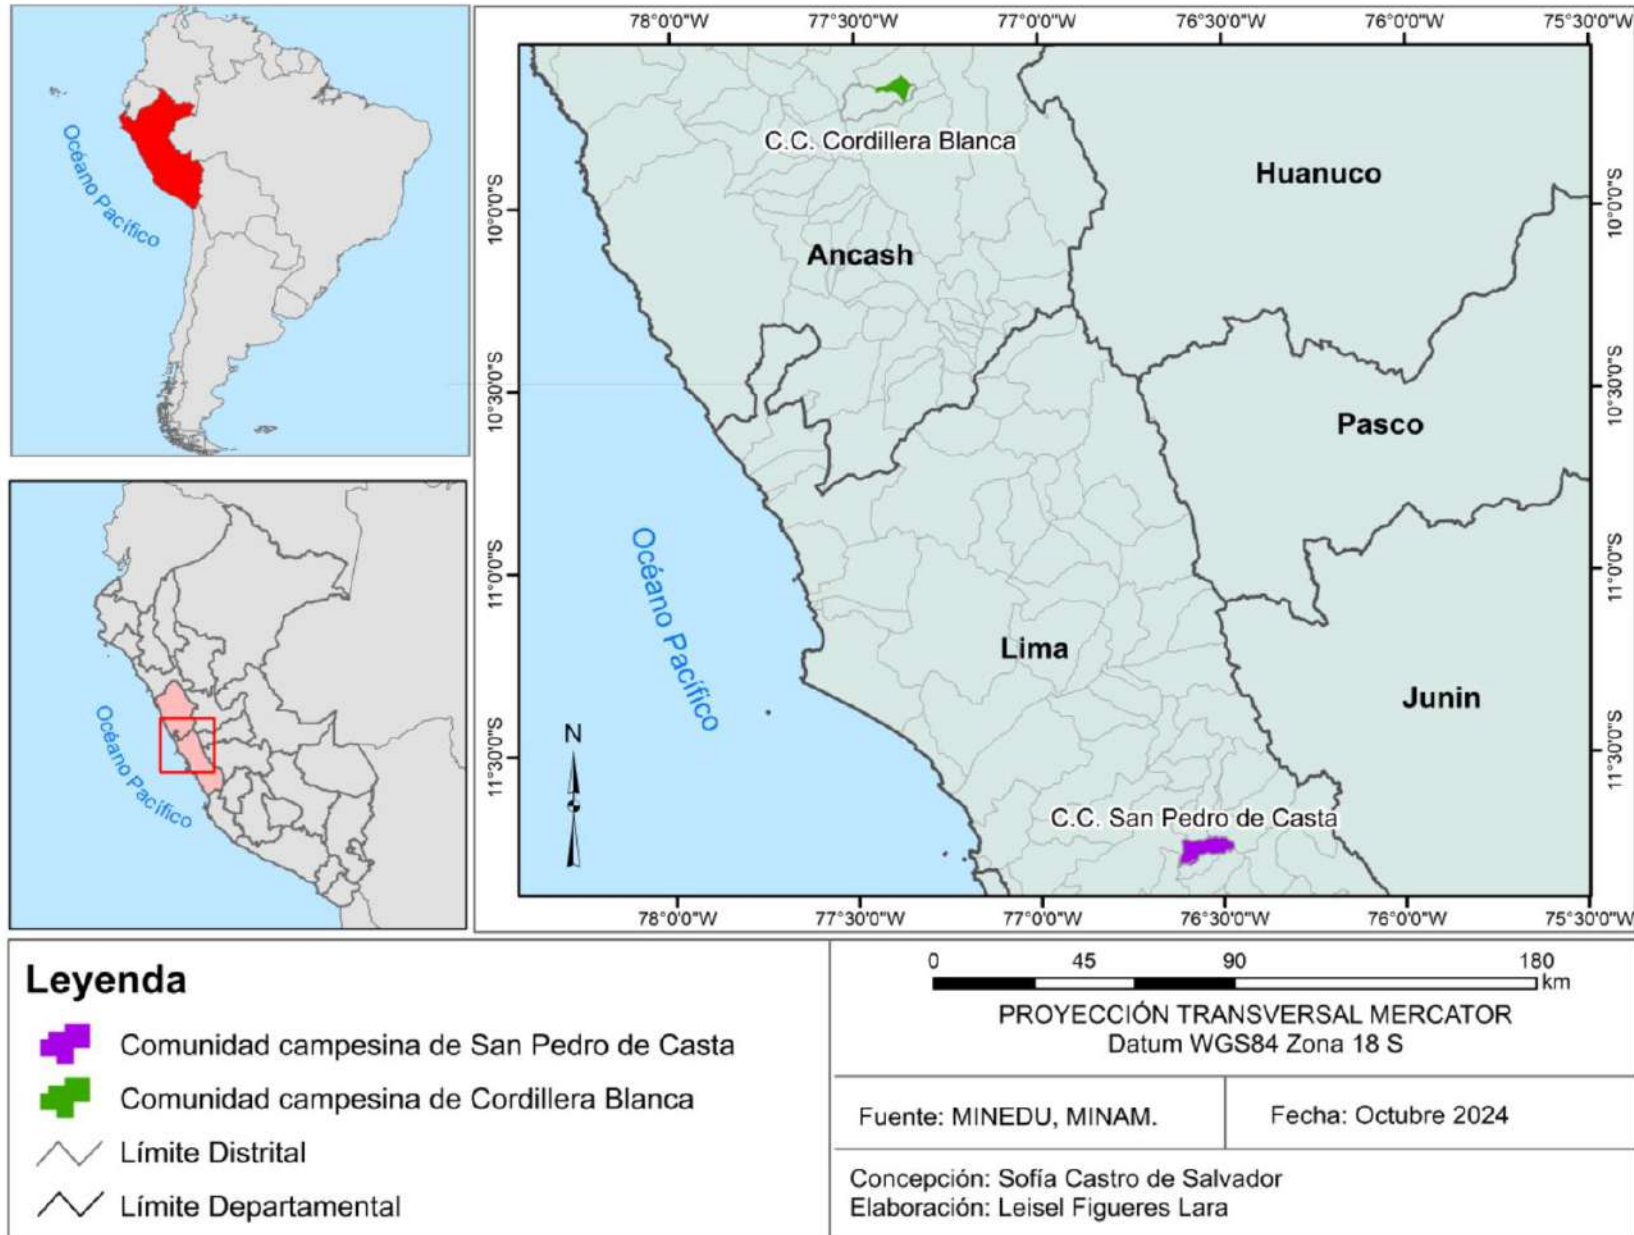 Océano Pacífico
Océano Pacífico
78°0'0"W 77°30'0"W 77°0'0"W 76°30'0"W 76°0'0"W 75°30'0"W
C.C. Cordillera Blanca
Huanuco
10°0'0"S
10°0'0"S
Ancash
10°30'0"S
10°30'0"S
Pasco
Océano Pacífico
11°0'0"S
11°0'0"S
Lima
Junin
N
11°30'0"S
11°30'0"S
C.C. San Pedro de Casta
78°0'0"W 77°30'0"W 77°0'0"W 76°30'0"W 76°0'0"W 75°30'0"W
Leyenda
Comunidad campesina de San Pedro de Casta
Comunidad campesina de Cordillera Blanca
Límite Distrital
Límite Departamental
0 45 90 180
km
PROYECCIÓN TRANSVERSAL MERCATOR
Datum WGS84 Zona 18 S
Fuente: MINEDU, MINAM.
Fecha: Octubre 2024
Concepción: Sofía Castro de Salvador
Elaboración: Leisel Figueres Lara